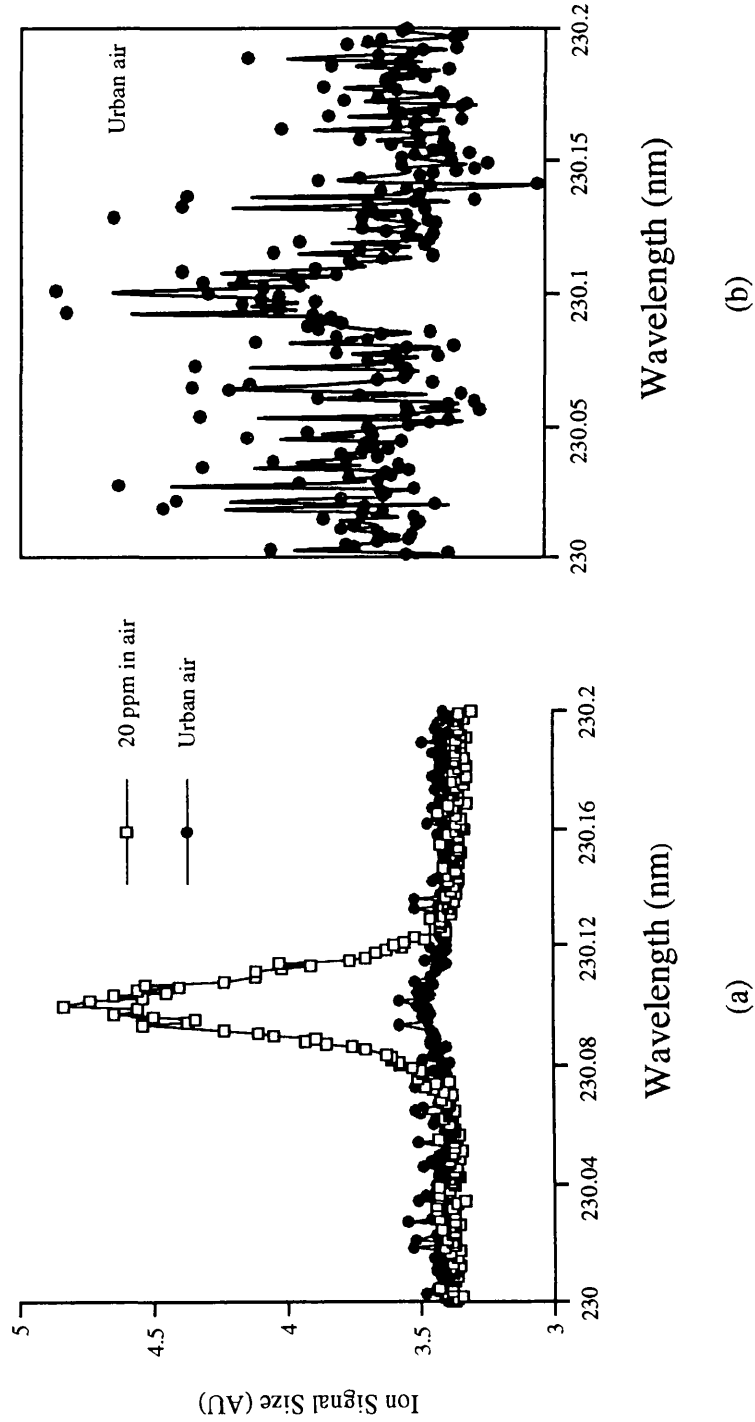 5
4.5
4
3.5
3
Ion Signal Size (AU)
20 ppm in air
Urban air
230
230.04
230.08
230.12
230.16
230.2
Wavelength (nm)
(a)
Urban air
230
230.05
230.1
230.15
230.2
Wavelength (nm)
(b)